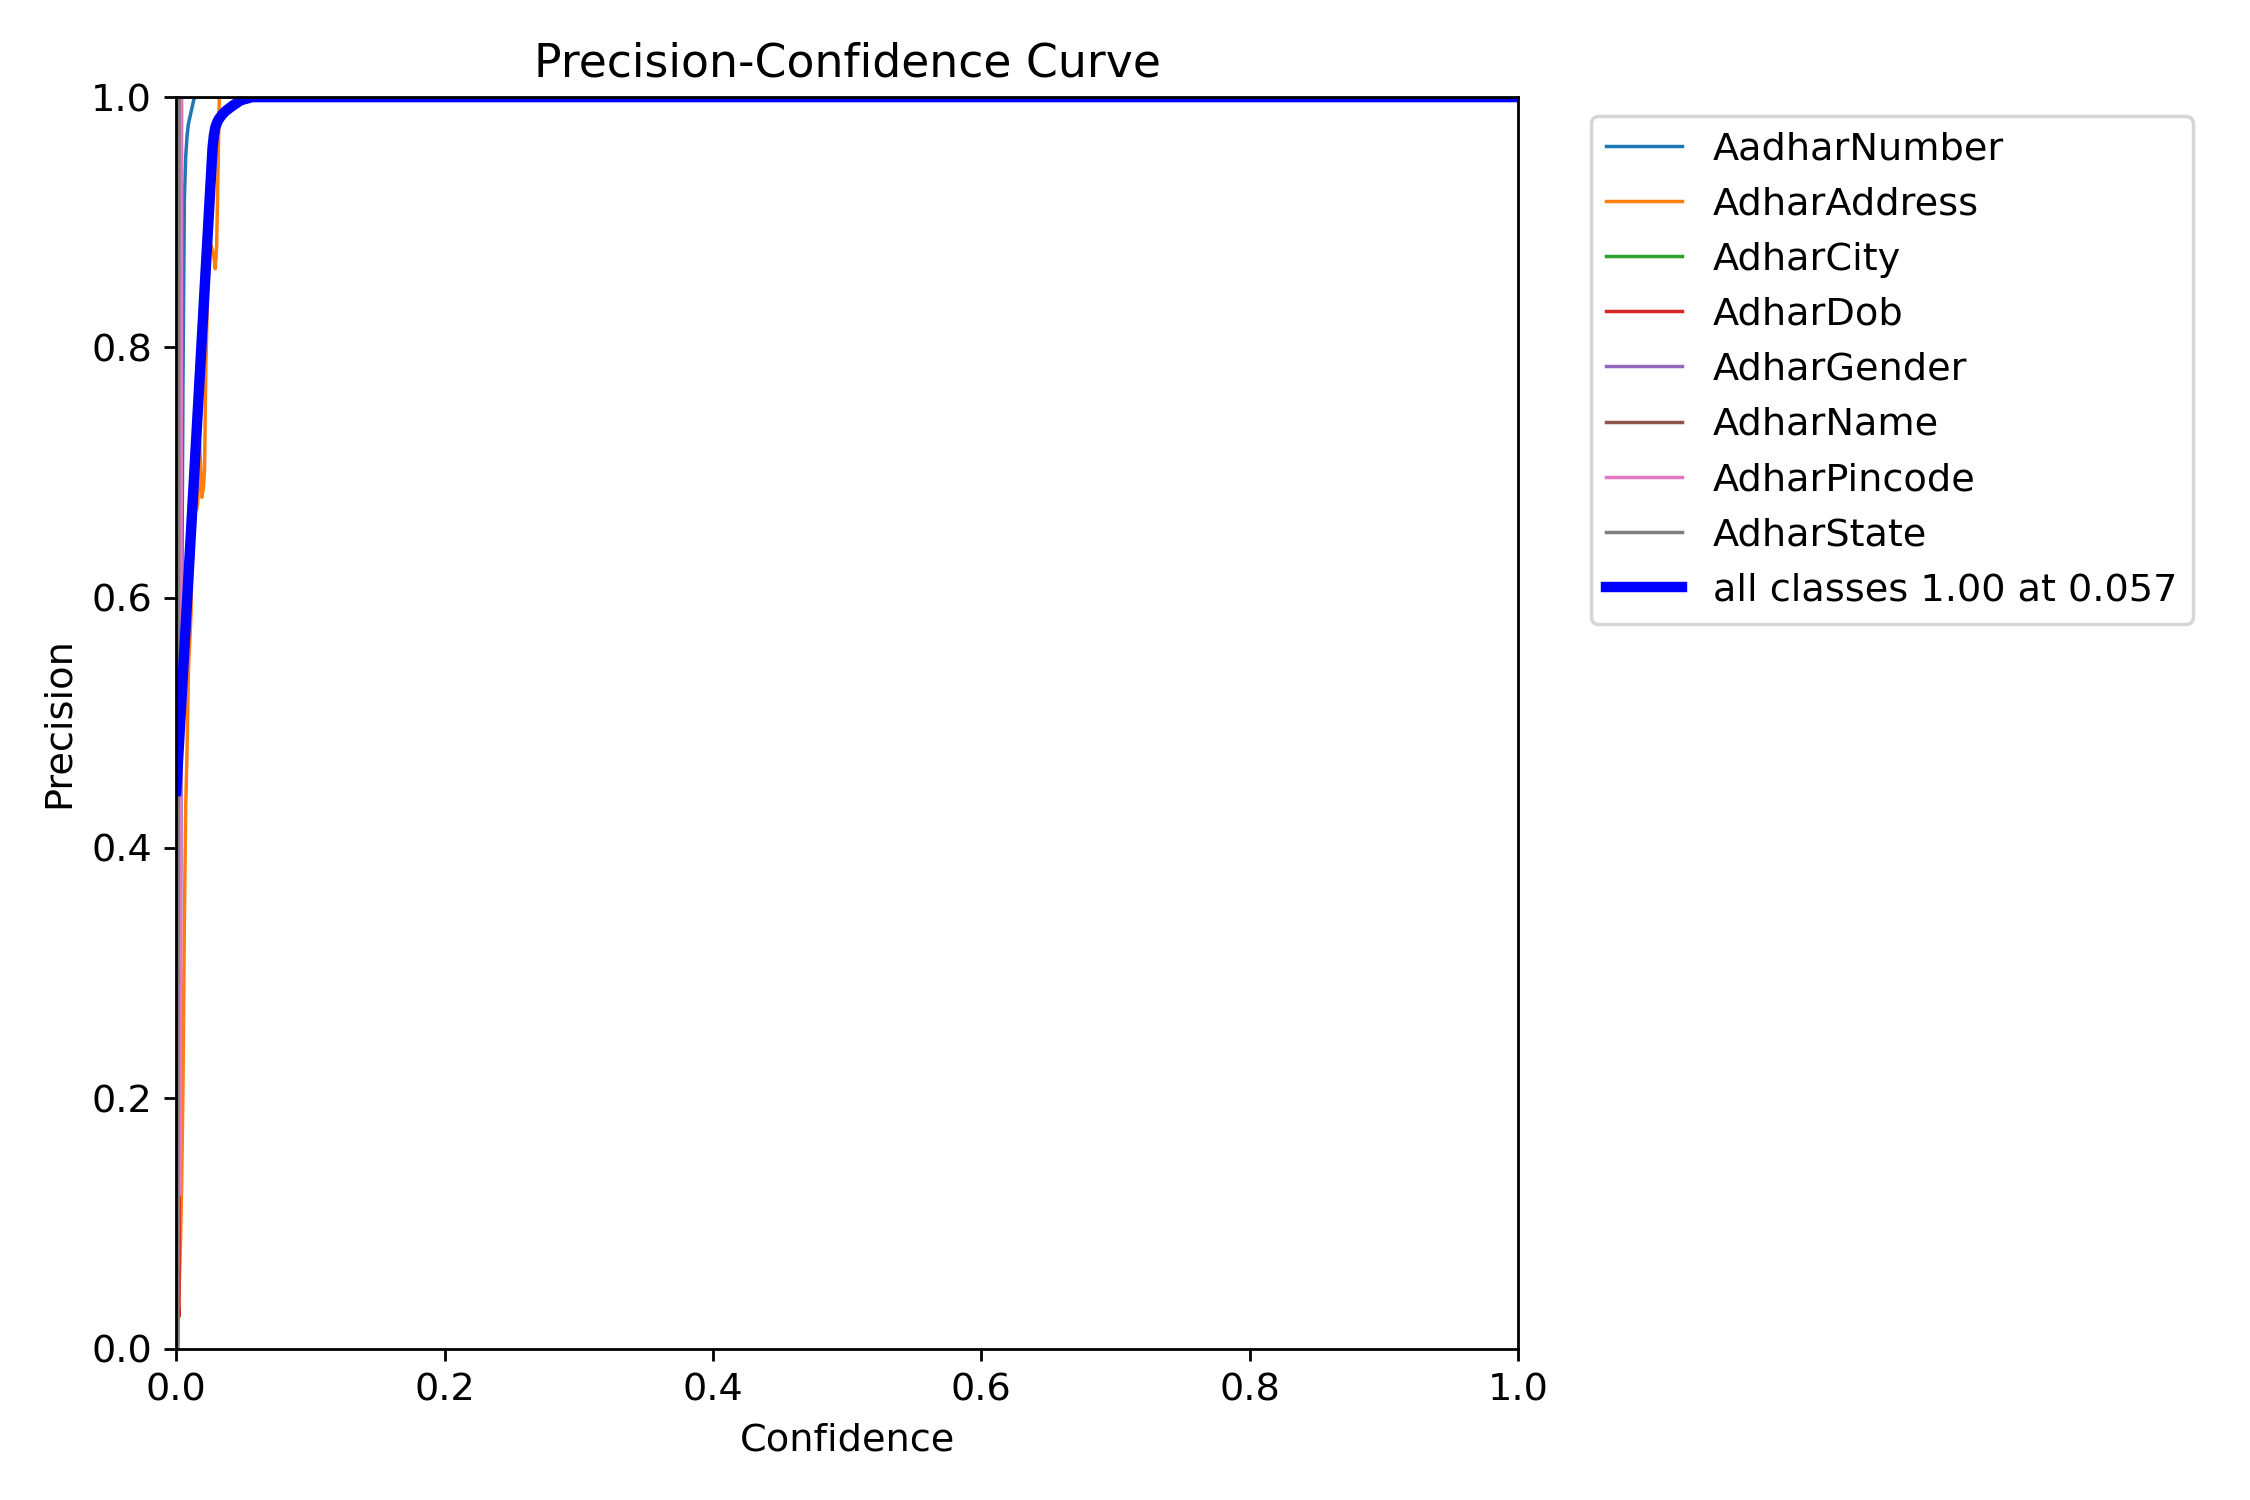 Precision-Confidence Curve
1.0
0.8
0.6
0.4
0.2
0.0
Precision
0.0 0.2 0.4 0.6 0.8 1.0
Confidence
AadharNumber
AdharAddress
AdharCity
AdharDob
AdharGender
AdharName
AdharPincode
AdharState
all classes 1.00 at 0.057